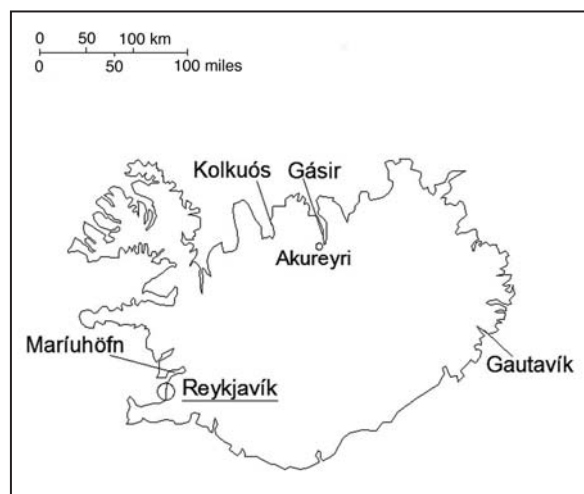 0 50 100 km
0 50 100 miles
Kolkuós Gásir
Akureyri
Maríuhöfn
Gautavík
Reykjavík